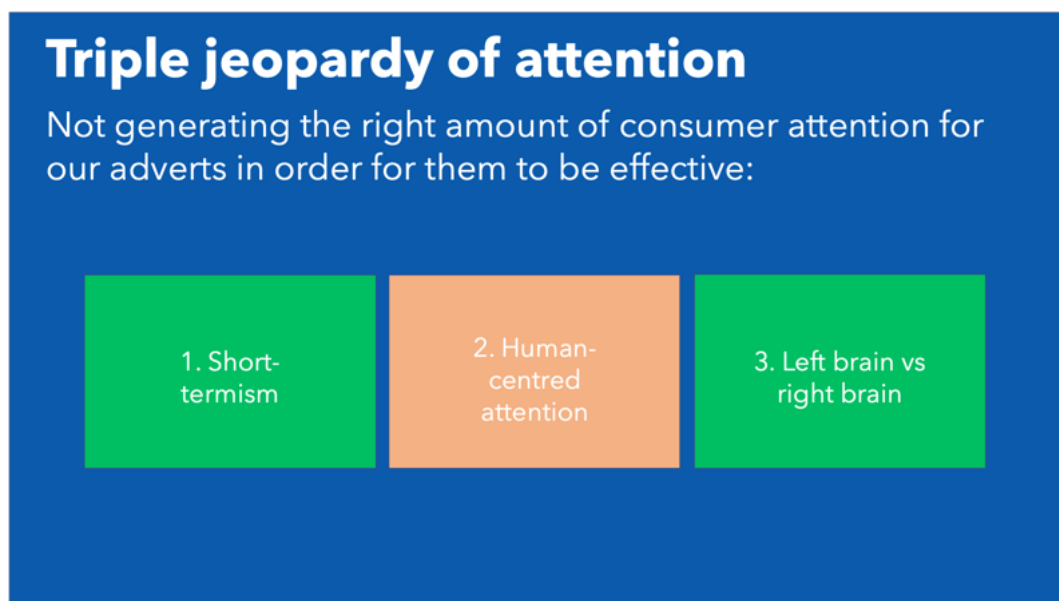 Triple jeopardy of attention
Not generating the right amount of consumer attention for
our adverts in order for them to be effective:
1. Short-
termism
2. Human-
centred
attention
3. Left brain vs
right brain